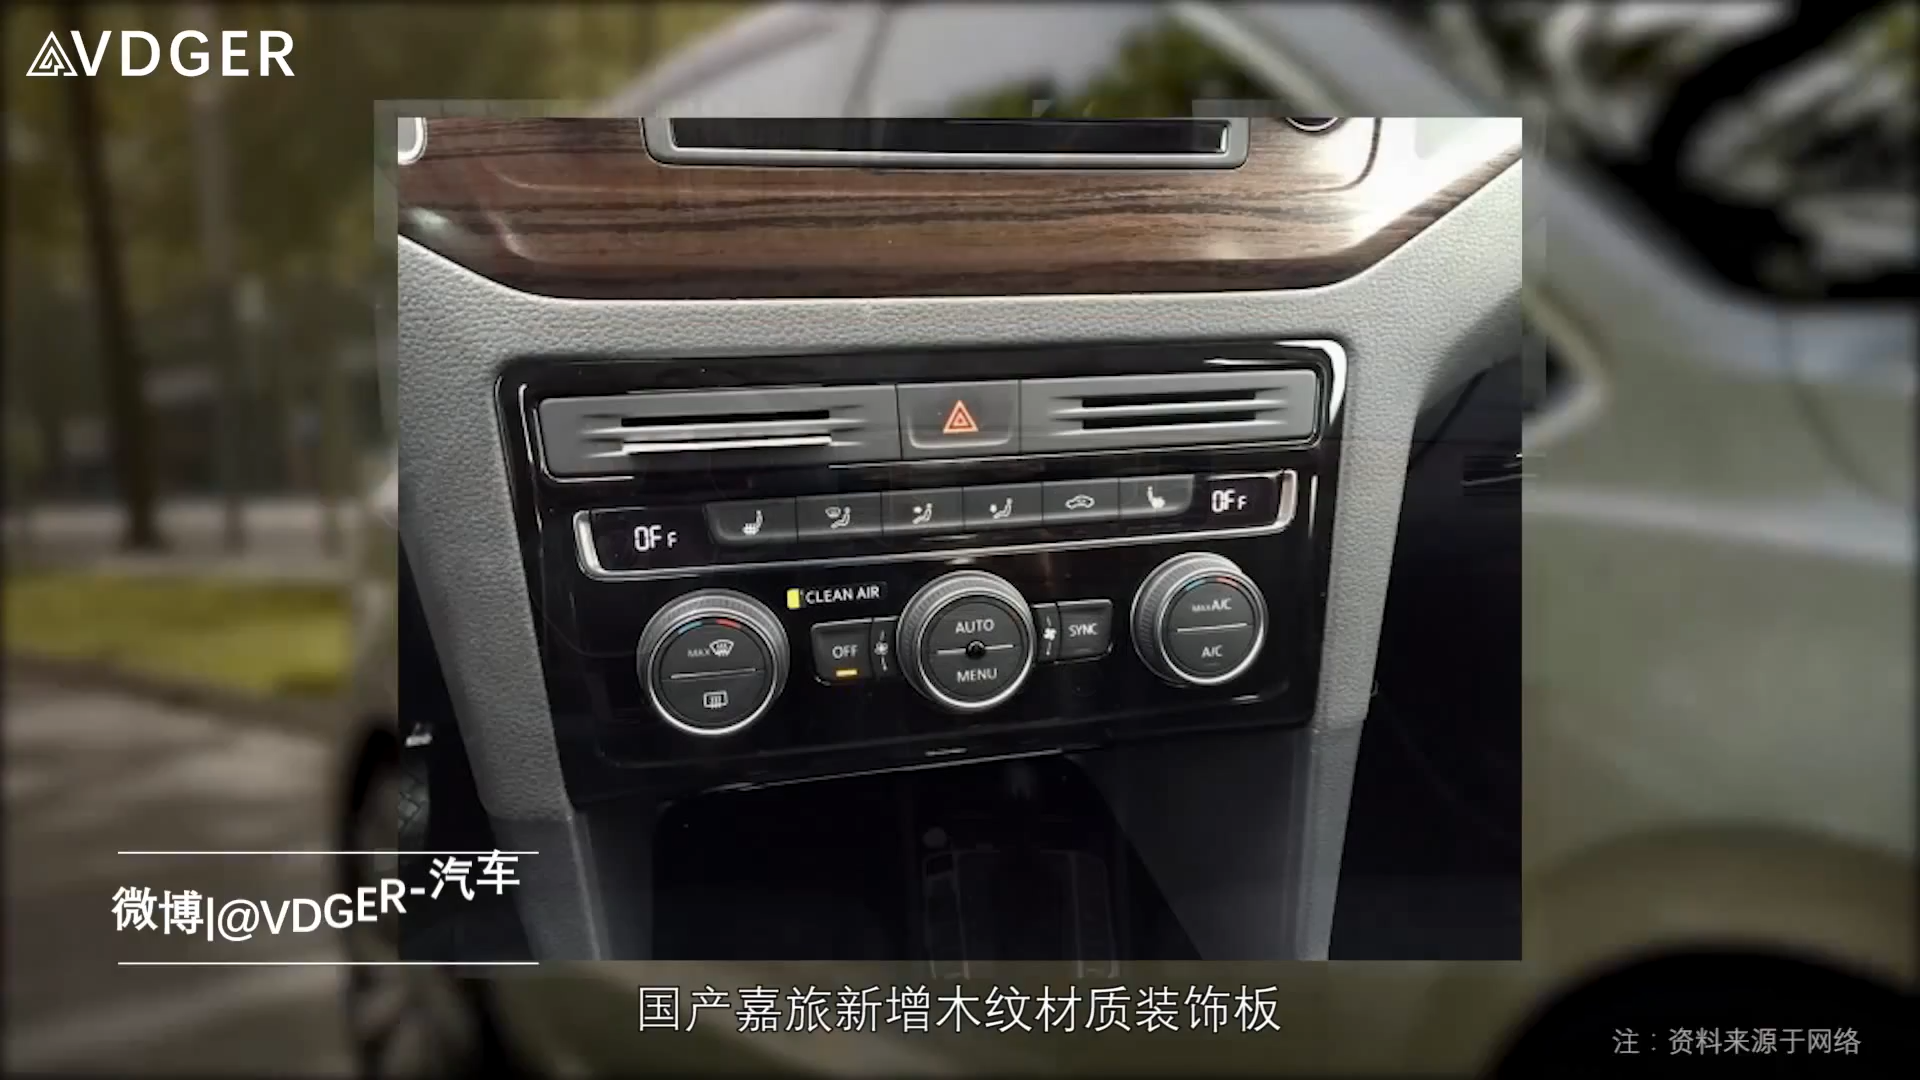 VDGER
OFF
OFF
CLEAN AIR
MAX
OFF
AUTO
MENU
SYNC
MAX A/C
A/C
微博|@VDGER-汽车
国产嘉旅新增木纹材质装饰板
注：资料来源于网络